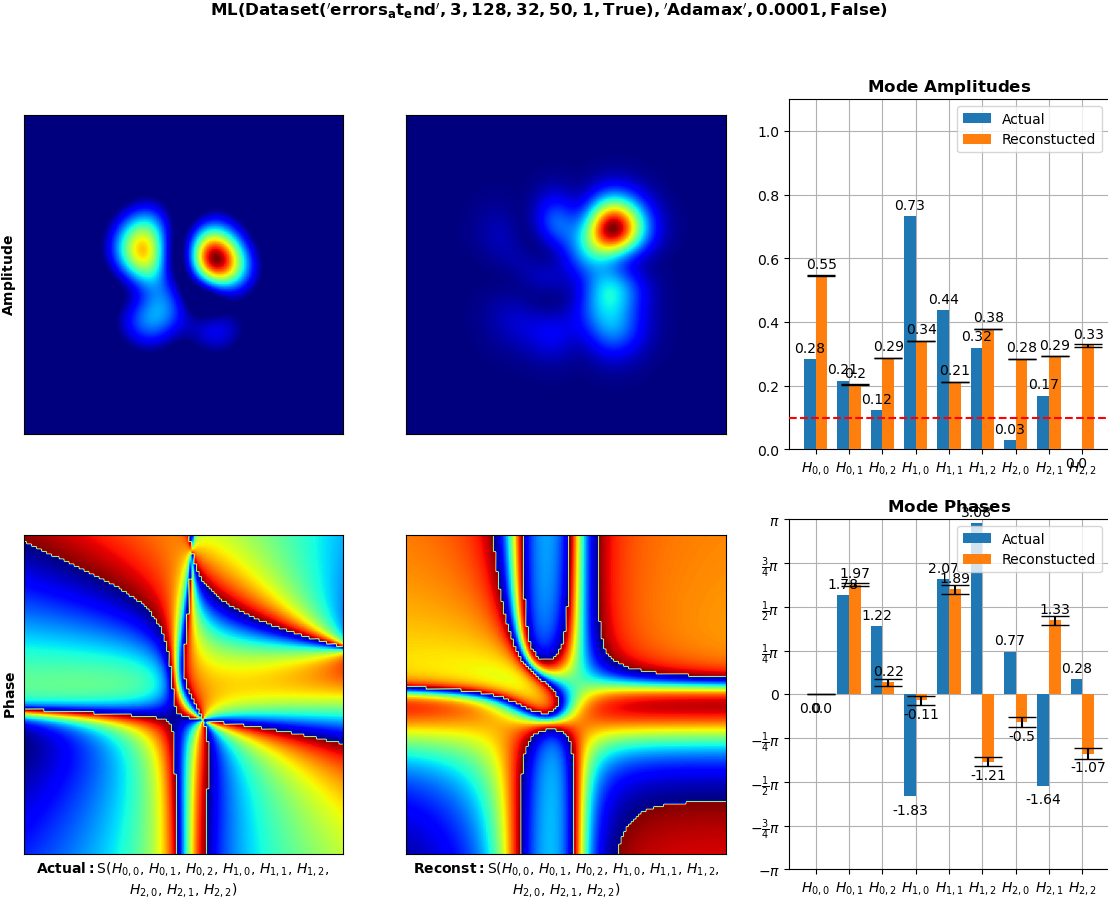 ML(Dataset('errors_at_end', 3, 128, 32, 50, 1, True), 'Adamax', 0.0001, False)
Amplitude
Mode Amplitudes
Actual
Reconstucted
1.0
0.8
0.6
0.4
0.2
0.0
0.28
0.55
0.21
0.2
0.12
0.29
0.73
0.34
0.44
0.21
0.32
0.38
0.03
0.28
0.17
0.29
0.0
0.33
H0,0 H0,1 H0,2 H1,0 H1,1 H1,2 H2,0 H2,1 H2,2
Phase
Actual: S(H0,0, H0,1, H0,2, H1,0, H1,1, H1,2,
H2,0, H2,1, H2,2)
Reconst: S(H0,0, H0,1, H0,2, H1,0, H1,1, H1,2,
H2,0, H2,1, H2,2)
Mode Phases
Actual
Reconstucted
π
3/4π
1/2π
1/4π
0
−1/4π
−1/2π
−3/4π
−π
0.0
0.0
1.78
1.97
1.22
0.22
-1.83
-0.11
2.07
1.89
3.08
-1.21
0.77
-0.5
-1.64
1.33
0.28
-1.07
H0,0 H0,1 H0,2 H1,0 H1,1 H1,2 H2,0 H2,1 H2,2